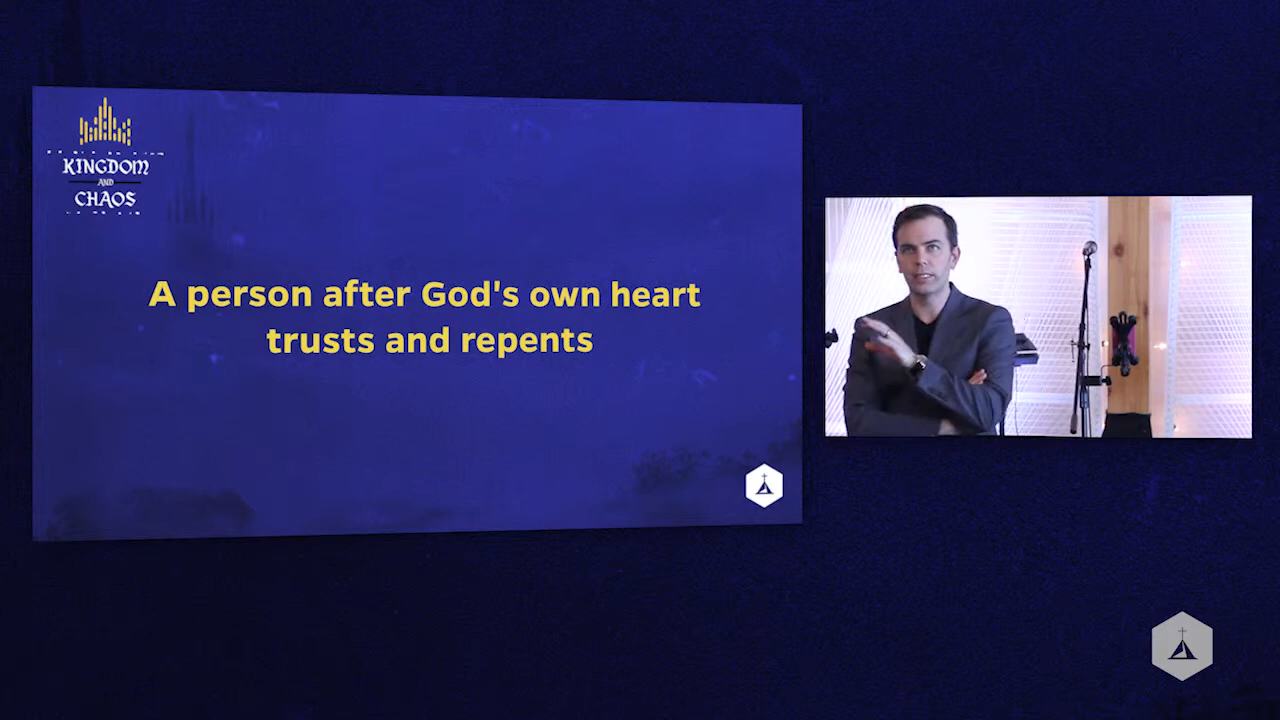 KINGDOM
AND
CHAOS
A person after God's own heart
trusts and repents